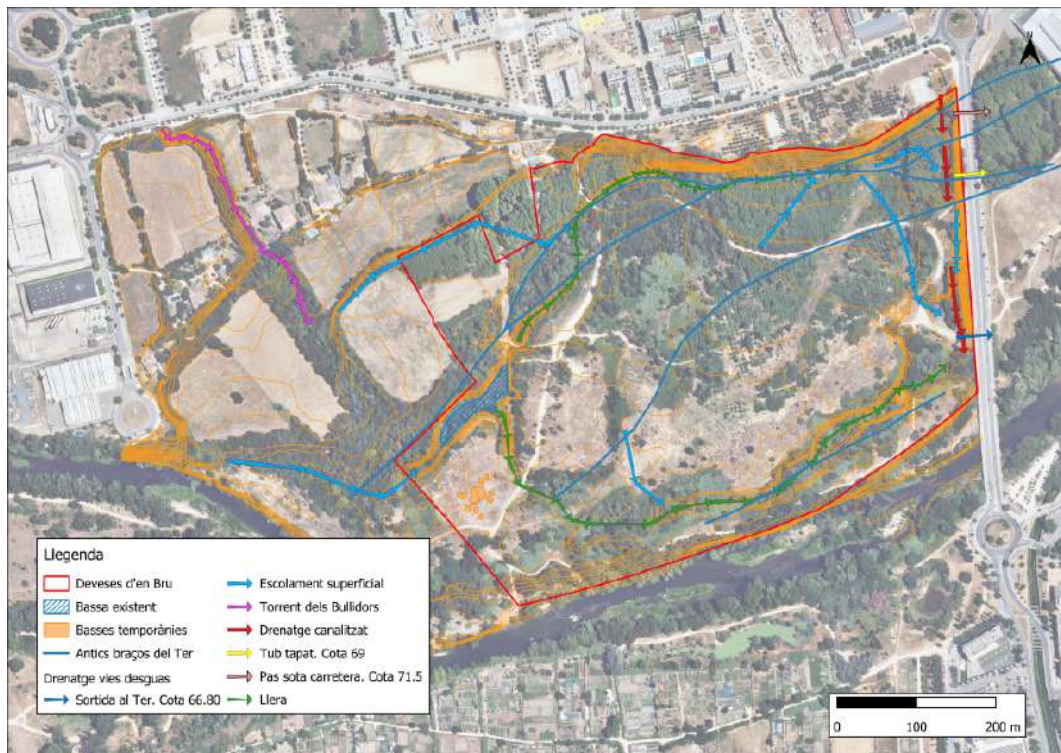 N
Llegenda
Deveses d'en Bru
Bassa existent
Basses temporànies
Antics braços del Ter
Drenatge vies desguas
Sortida al Ter. Cota 66.80
Escolament superficial
Torrent dels Bullidors
Drenatge canalitzat
Tub tapat. Cota 69
Pas sota carretera. Cota 71.5
Llera
0 100 200 m